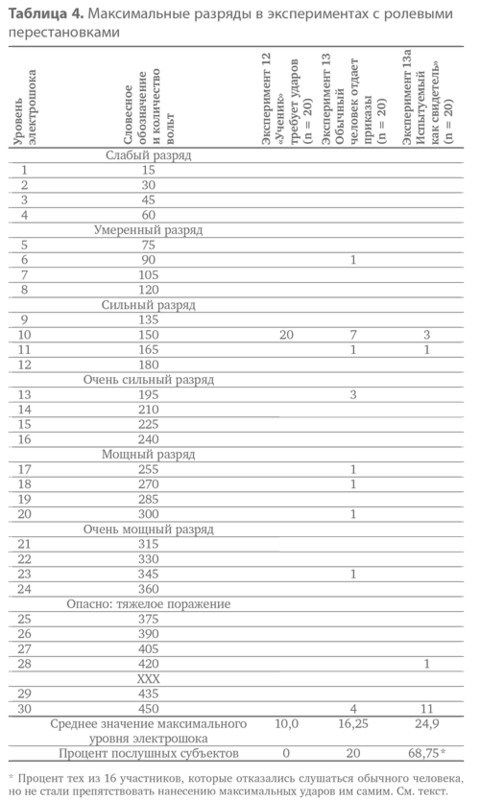 Таблица 4. Максимальные разряды в экспериментах с ролевыми
перестановками
Уровень
электрошока
Словесное
обозначение
и количество
вольт
Эксперимент 12
«Ученик»
требует ударов
(n = 20)
Эксперимент 13
Обычный
человек отдает
приказы
(n = 20)
Эксперимент 13а
Испытуемый
как свидетель»
(n = 20)
Слабый разряд
1 15
2 30
3 45
4 60
Умеренный разряд
5 75
6 90 1
7 105
8 120
Сильный разряд
9 135
10 150 20 7 3
11 165 1 1
12 180
Очень сильный разряд
13 195 3
14 210
15 225
16 240
Мощный разряд
17 255 1
18 270 1
19 285
20 300 1
Очень мощный разряд
21 315
22 330
23 345 1
24 360
Опасно: тяжелое поражение
25 375
26 390
27 405
28 420 1
XXX
29 435
30 450 4 11
Среднее значение максимального 10,0 16,25 24,9
уровня электрошока
Процент послушных субъектов 0 20 68,75*
* Процент тех из 16 участников, которые отказались слушаться обычного человека,
но не стали препятствовать нанесению максимальных ударов им самим. См. текст.